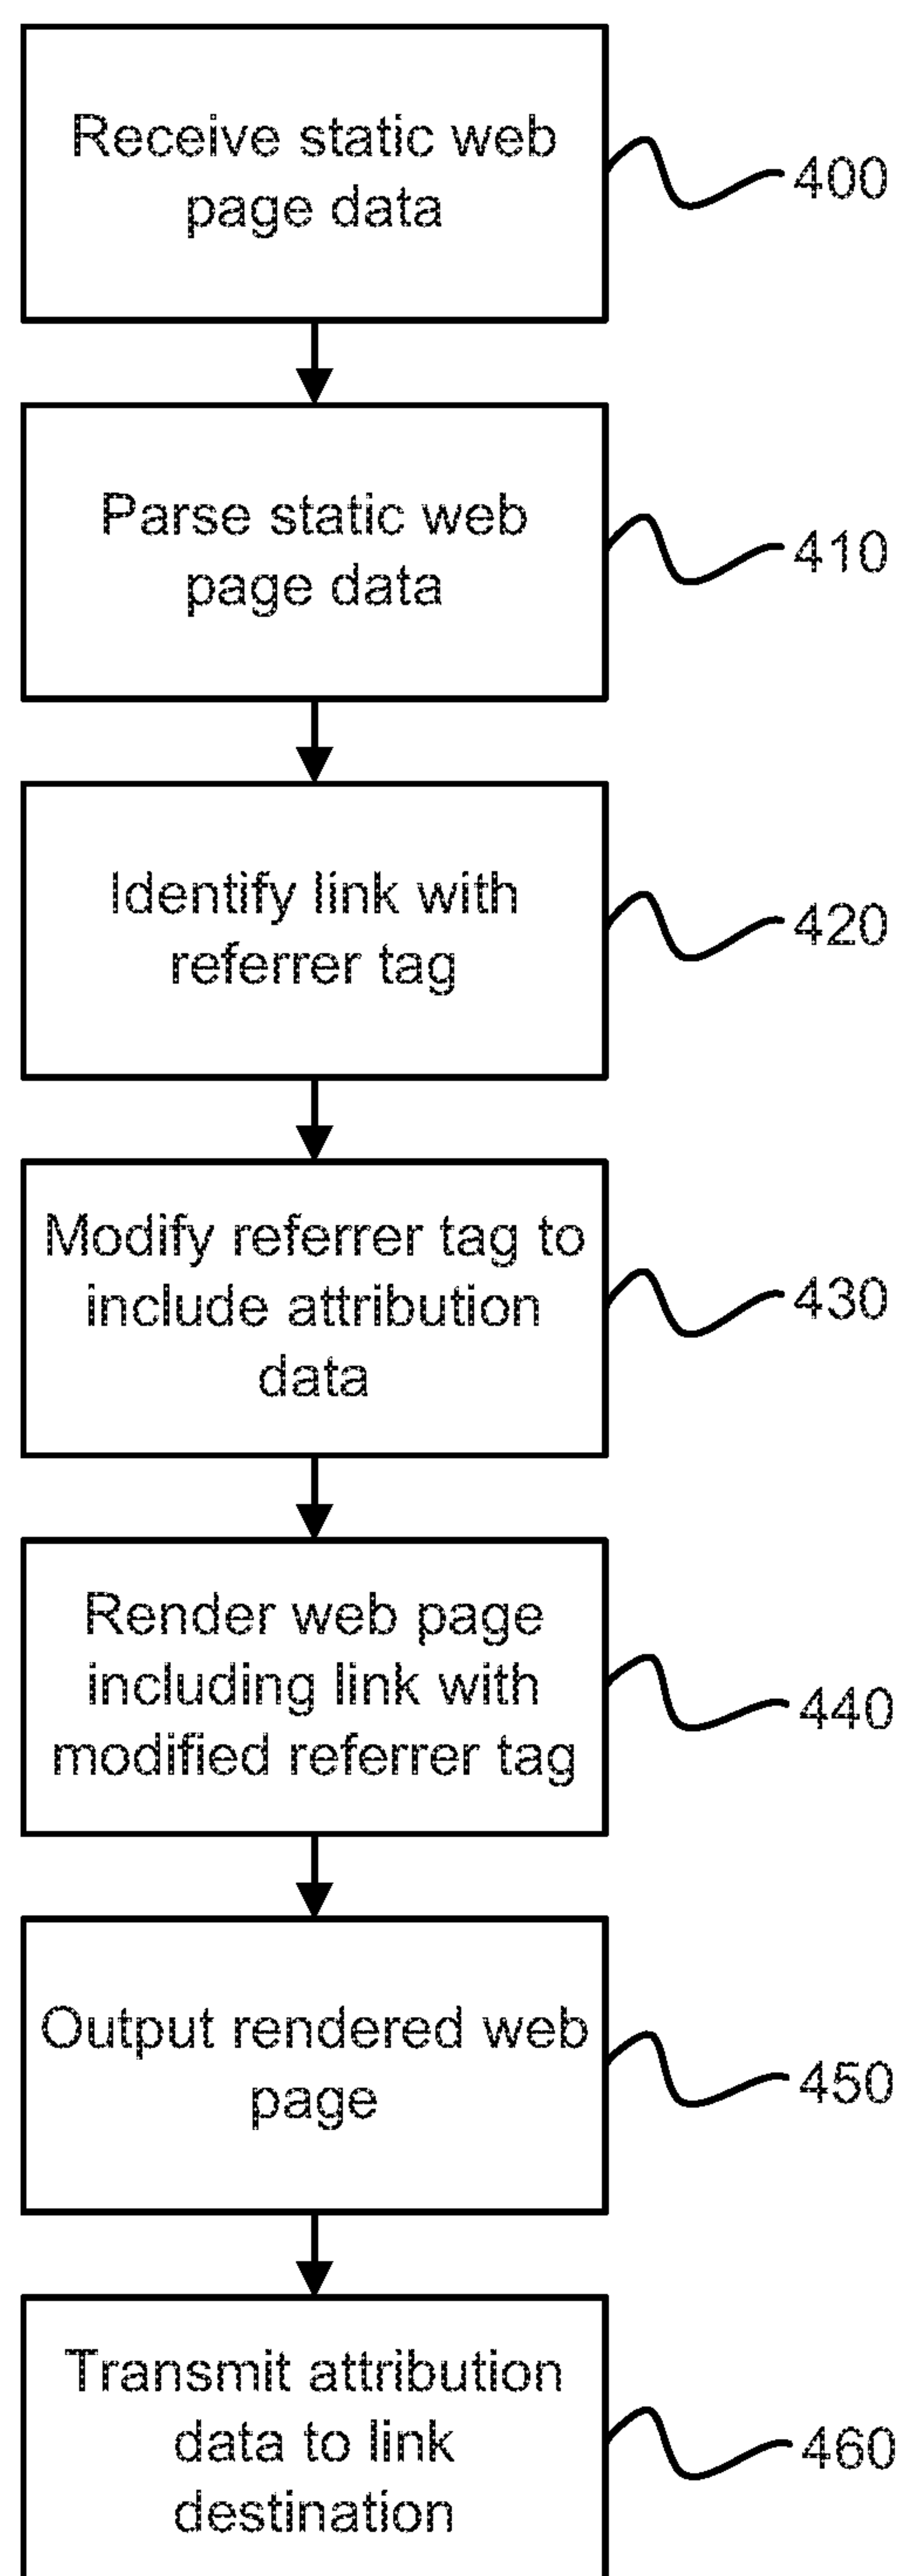 Receive static web
page data
400
Parse static web
page data
410
Identify link with
referrer tag
420
Modify referrer tag to
include attribution
data
430
Render web page
including link with
modified referrer tag
440
Output rendered web
page
450
Transmit attribution
data to link
destination
460